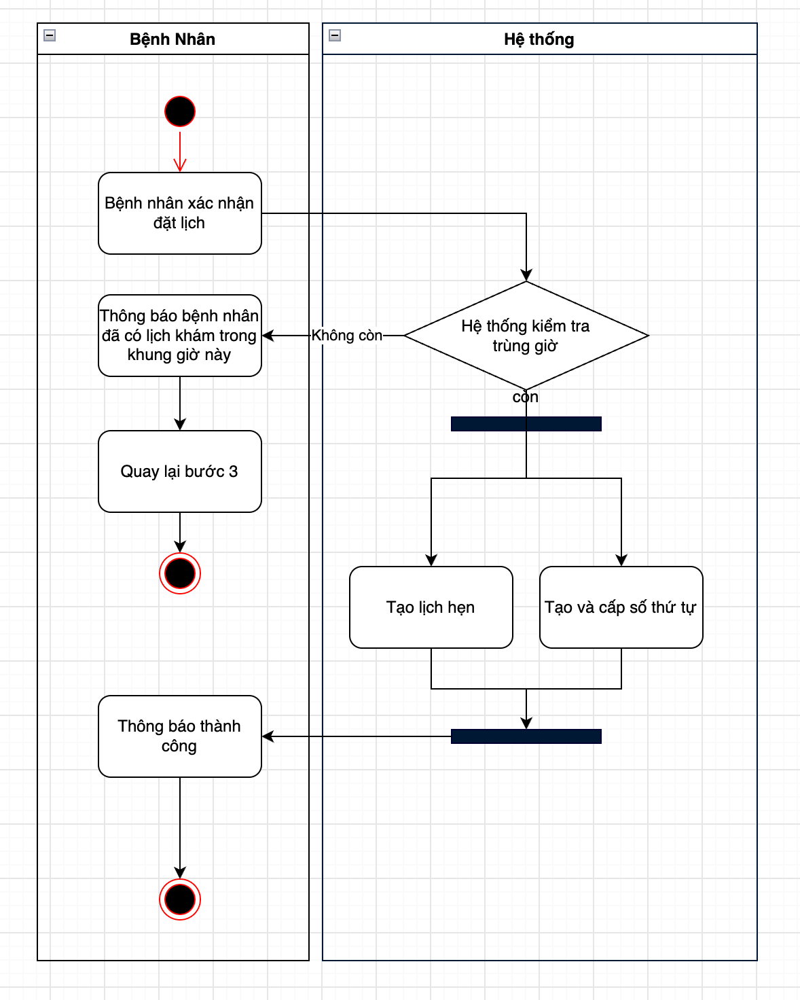 Bệnh Nhân
Hệ thống
Bệnh nhân xác nhận
đặt lịch
Thông báo bệnh nhân
đã có lịch khám trong
khung giờ này
Không còn
Hệ thống kiểm tra
trùng giờ
còn
Quay lại bước 3
Tạo lịch hẹn
Tạo và cấp số thứ tự
Thông báo thành
công